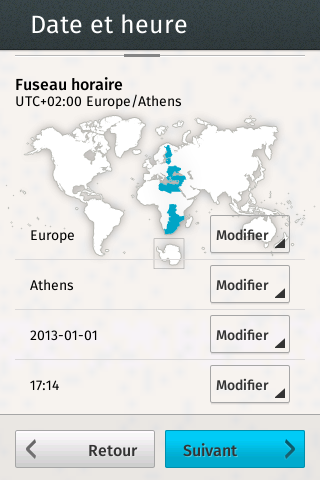 Date et heure
Fuseau horaire
UTC+02:00 Europe/Athens
Europe Modifier
Athens Modifier
2013-01-01 Modifier
17:14 Modifier
Retour Suivant